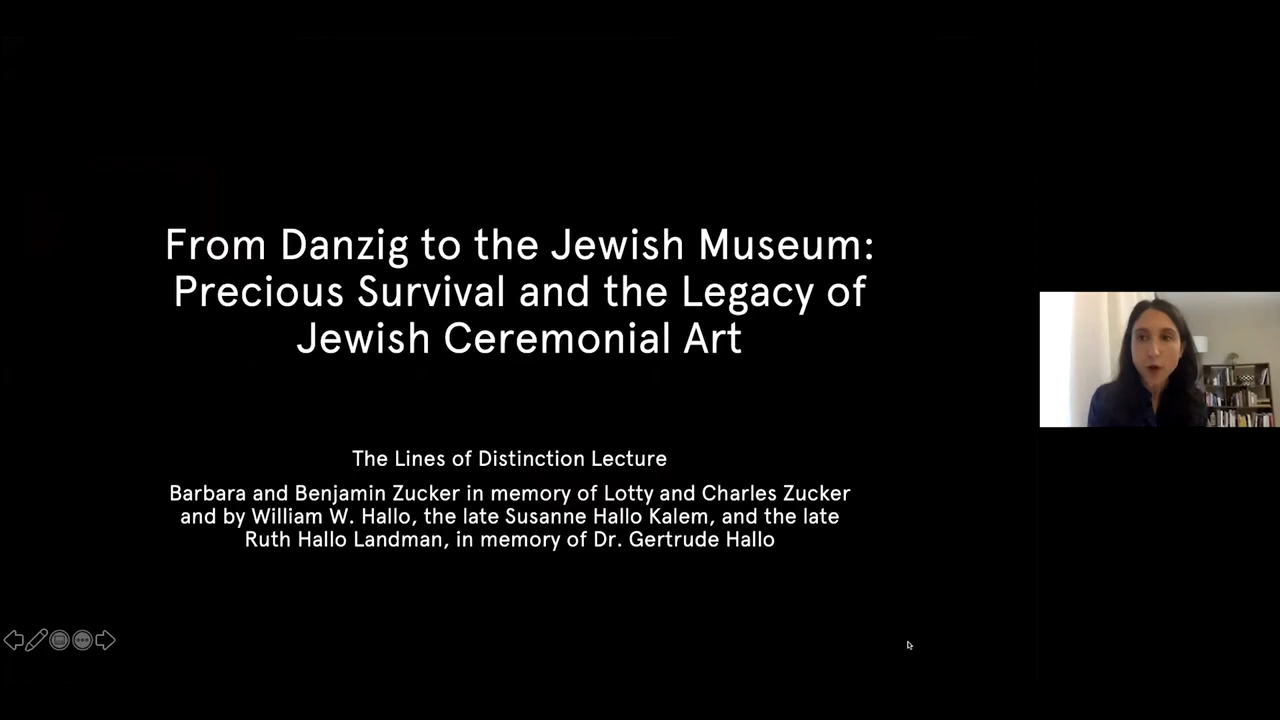 From Danzig to the Jewish Museum:
Precious Survival and the Legacy of
Jewish Ceremonial Art
The Lines of Distinction Lecture
Barbara and Benjamin Zucker in memory of Lotty and Charles Zucker
and by William W. Hallo, the late Susanne Hallo Kalem, and the late
Ruth Hallo Landman, in memory of Dr. Gertrude Hallo